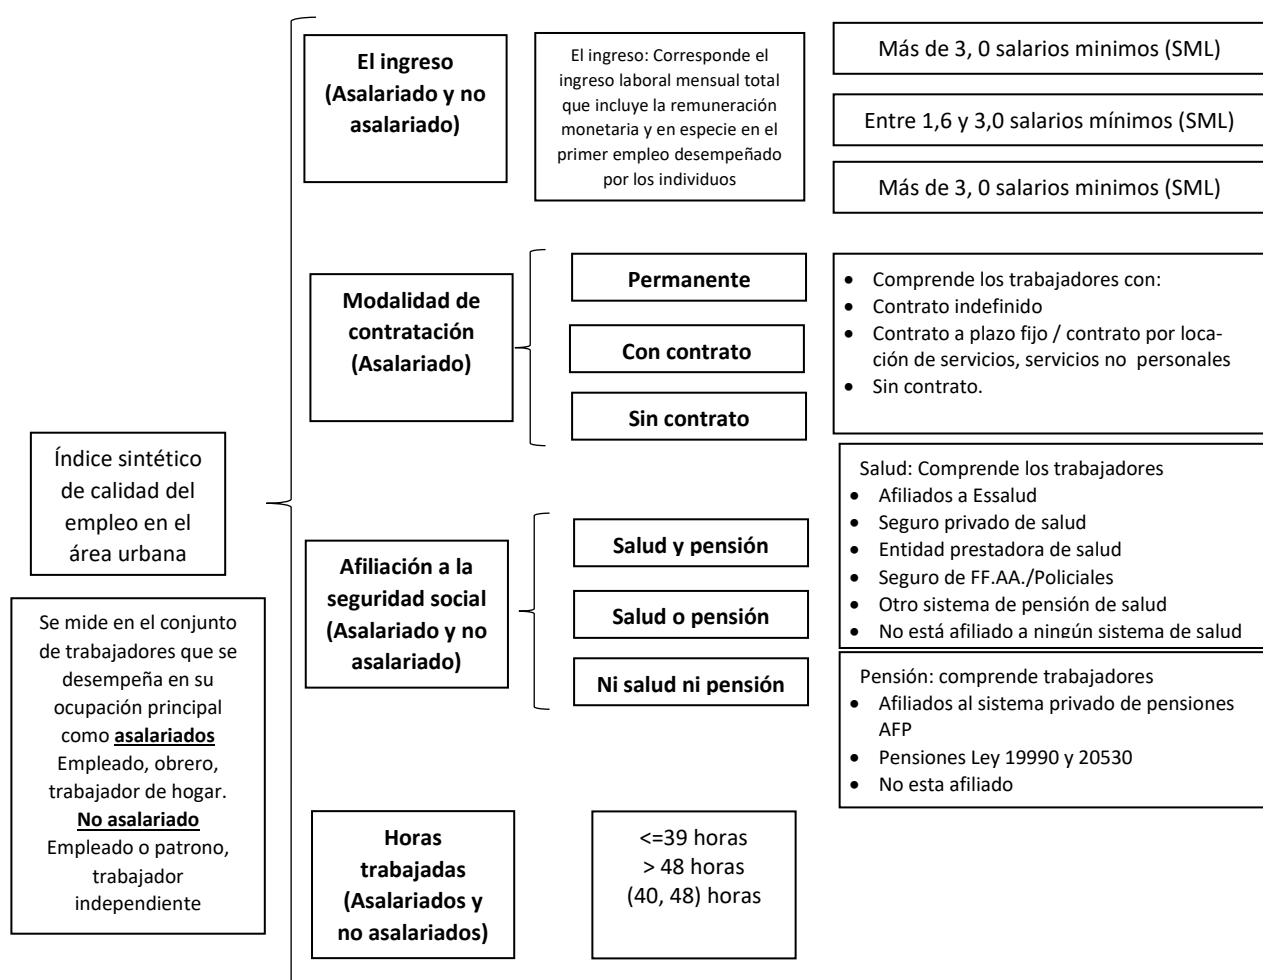 Índice sintético
de calidad del
empleo en el
área urbana
Se mide en el conjunto
de trabajadores que se
desempeña en su
ocupación principal
como asalariados
Empleado, obrero,
trabajador de hogar.
No asalariado
Empleado o patrono,
trabajador
independiente
El ingreso
(Asalariado y no
asalariado)
El ingreso: Corresponde el
ingreso laboral mensual total
que incluye la remuneración
monetaria y en especie en el
primer empleo desempeñado
por los individuos
Más de 3, 0 salarios minimos (SML)
Entre 1,6 y 3,0 salarios mínimos (SML)
Más de 3, 0 salarios minimos (SML)
Modalidad de
contratación
(Asalariado)
Permanente
Con contrato
Sin contrato
• Comprende los trabajadores con:
• Contrato indefinido
• Contrato a plazo fijo / contrato por loca-
ción de servicios, servicios no personales
• Sin contrato.
Afiliación a la
seguridad social
(Asalariado y no
asalariado)
Salud y pensión
Salud o pensión
Ni salud ni pensión
Salud: Comprende los trabajadores
• Afiliados a Essalud
• Seguro privado de salud
• Entidad prestadora de salud
• Seguro de FF.AA./Policiales
• Otro sistema de pensión de salud
• No está afiliado a ningún sistema de salud
Pensión: comprende trabajadores
• Afiliados al sistema privado de pensiones
AFP
• Pensiones Ley 19990 y 20530
• No esta afiliado
Horas
trabajadas
(Asalariados y
no asalariados)
<=39 horas
> 48 horas
(40, 48) horas